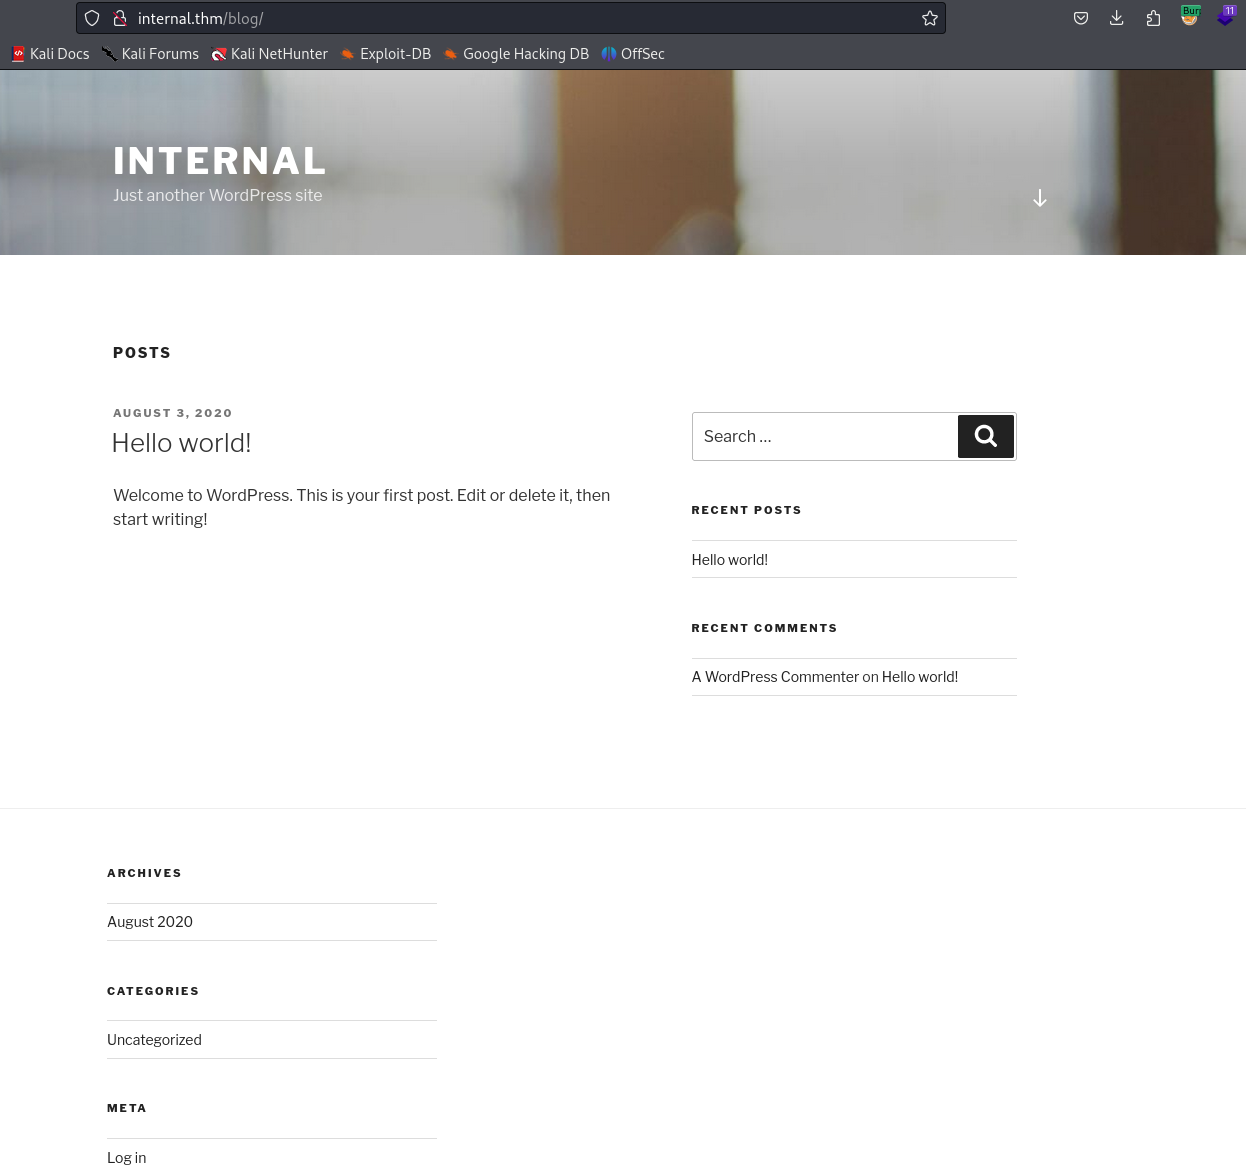 internal.thm/blog/
Bur
11
Kali Docs Kali Forums Kali NetHunter Exploit-DB Google Hacking DB OffSec
INTERNAL
Just another WordPress site
POSTS
AUGUST 3, 2020
Hello world!
Welcome to WordPress. This is your first post. Edit or delete it, then
start writing!
Search …
RECENT POSTS
Hello world!
RECENT COMMENTS
A WordPress Commenter on Hello world!
ARCHIVES
August 2020
CATEGORIES
Uncategorized
META
Log in